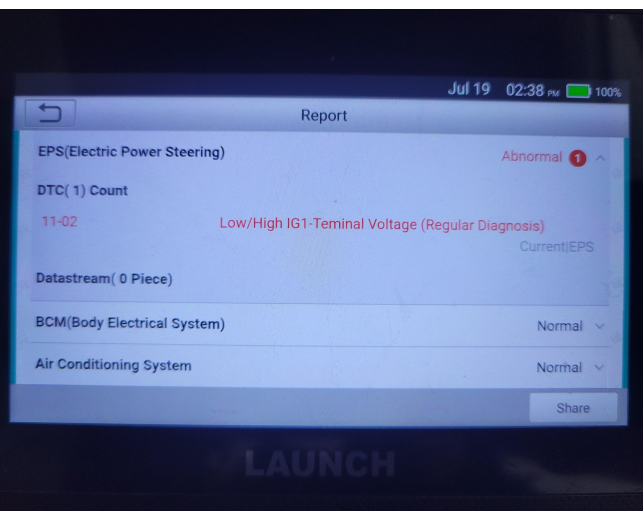 Jul 19 02:38 PM 100%
Report
EPS(Electric Power Steering) Abnormal 1
DTC( 1) Count
11-02 Low/High IG1-Teminal Voltage (Regular Diagnosis)
Current|EPS
Datastream( 0 Piece)
BCM(Body Electrical System) Normal
Air Conditioning System Normal
Share
LAUNCH